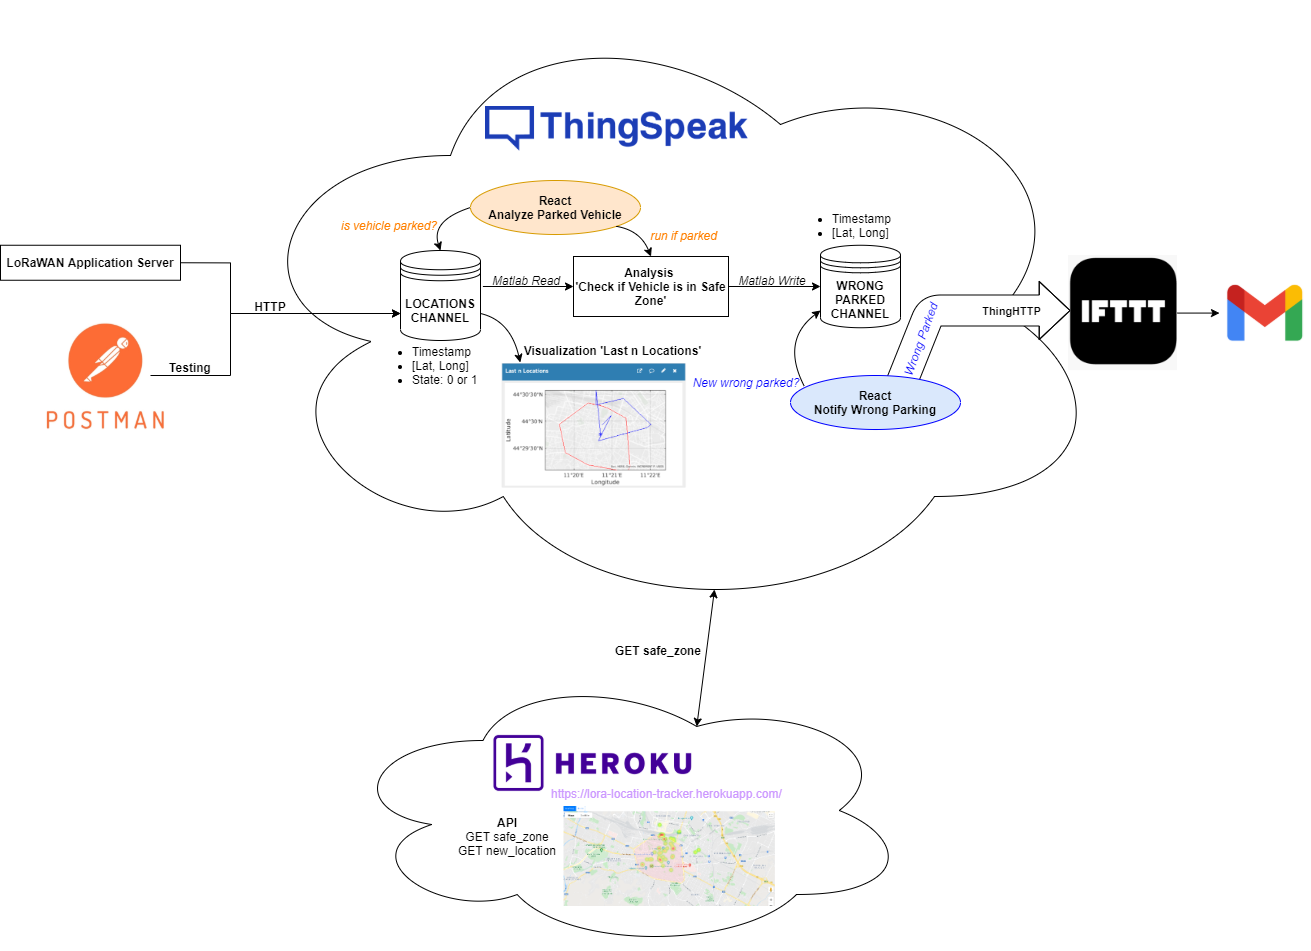 ThingSpeak
React
Analyze Parked Vehicle
is vehicle parked?
run if parked
Timestamp
[Lat, Long]
LoRaWAN Application Server
HTTP
LOCATIONS
CHANNEL
Matlab Read
Analysis
'Check if Vehicle is in Safe
Zone'
Matlab Write
WRONG
PARKED
CHANNEL
ThingHTTP
IFTTT
Wrong Parked
Testing
POSTMAN
Timestamp
[Lat, Long]
State: 0 or 1
Visualization 'Last n Locations'
Last n Locations
44°30'30"N
44°30'N
44°29'30"N
Latitude
11°20'E
11°21'E
11°22'E
Longitude
New wrong parked?
React
Notify Wrong Parking
GET safe_zone
HEROKU
https://lora-location-tracker.herokuapp.com/
API
GET safe_zone
GET new_location